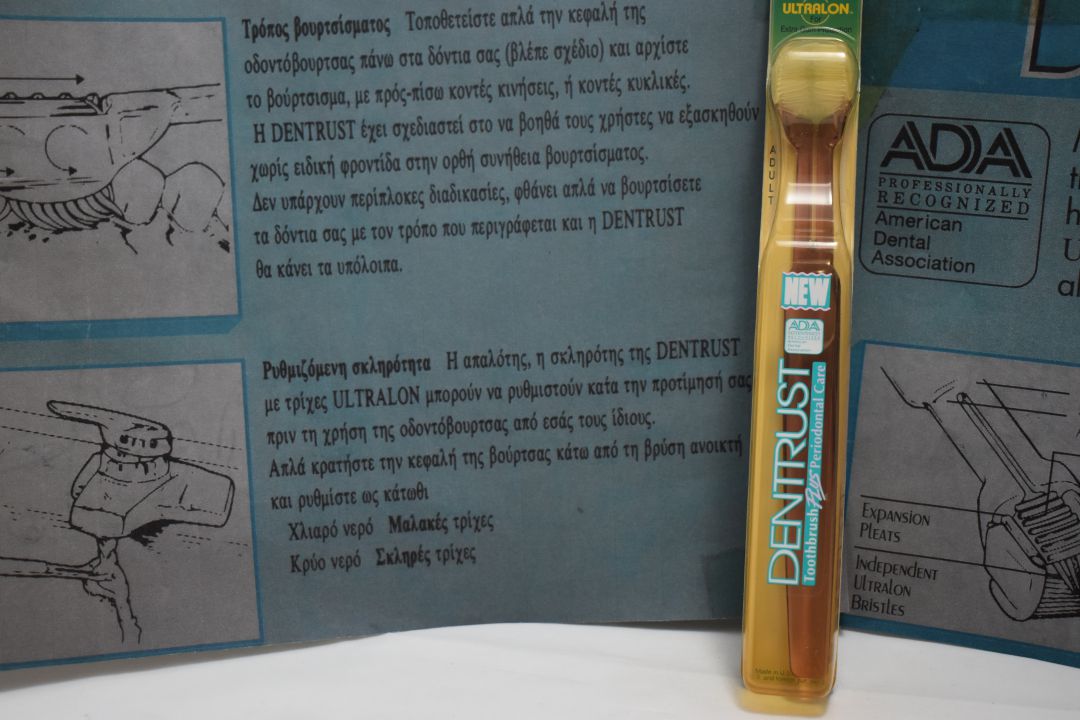 Τρόπος βουρτσίσματος Τοποθετείστε απλά την κεφαλή της
οδοντόβουρτσας πάνω στα δόντια σας (βλέπε σχέδιο) και αρχίστε
το βούρτσισμα, με πρός-πίσω κοντές κινήσεις, ή κοντές κυκλικές.
Η DENTRUST έχει σχεδιαστεί στο να βοηθά τους χρήστες να εξασκηθούν
χωρίς ειδική φροντίδα στην ορθή συνήθεια βουρτσίσματος.
Δεν υπάρχουν περίπλοκες διαδικασίες, φθάνει απλά να βουρτσίσετε
τα δόντια σας με τον τρόπο που περιγράφεται και η DENTRUST
θα κάνει τα υπόλοιπα.
Ρυθμιζόμενη σκληρότητα Η απαλότης, η σκληρότης της DENTRUST
με τρίχες ULTRALON μπορούν να ρυθμιστούν κατα την προτίμησή σας
πριν τη χρήση της οδοντόβουρτσας από εσάς τους ίδιους.
Απλά κρατήστε την κεφαλή της βούρτσας κάτω από τη βρύση ανοικτή
και ρυθμίστε ως κάτωθι
Χλιαρό νερό Μαλακές τρίχες
Κρύο νερό Σκληρές τρίχες
ULTRALON
For
ADULT
NEW
ADA
DENTRUST
Toothbrush Plus Periodontal Care
Made in U.S.
ADA
PROFESSIONALLY
RECOGNIZED
American
Dental
Association
Expansion
Pleats
Independent
Ultralon
Bristles